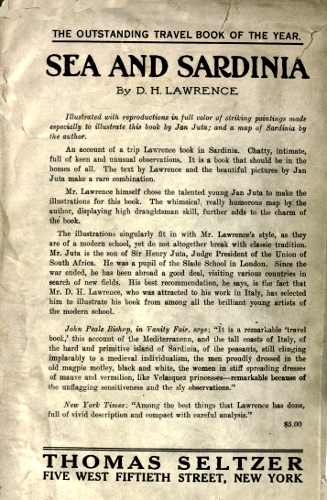 THE OUTSTANDING TRAVEL BOOK OF THE YEAR.
SEA AND SARDINIA
By D. H. LAWRENCE
Illustrated with reproductions in full color of striking paintings made
especially to illustrate this book by Jan Juta; and a map of Sardinia by
the author.
An account of a trip Lawrence took in Sardinia. Chatty, intimate,
full of keen and unusual observations. It is a book that should be in the
homes of all. The text by Lawrence and the beautiful pictures by Jan
Juta make a rare combination.
Mr. Lawrence himself chose the talented young Jan Juta to make the
illustrations for this book. The whimsical, really humorous map by the
author, displaying high draughtsman skill, further adds to the charm of
the book.
The illustrations singularly fit in with Mr. Lawrence's style, as they
are of a modern school, yet do not altogether break with classic tradition.
Mr. Juta is the son of Sir Henry Juta, Judge President of the Union of
South Africa. He was a pupil of the Slade School in London. Since the
war ended, he has been abroad a good deal, visiting various countries
in search of new fields. His best recommendation, he says, is the fact that
Mr. D. H. Lawrence, who was attracted to his work in Italy, has selected
him to illustrate his book from among all the brilliant young artists of
the modern school.
John Peale Bishop, in Vanity Fair, says: "It is a remarkable 'travel
book,' this account of the Mediterranean, and the tall coasts of Italy, of
the hard and primitive island of Sardinia, of the peasants, still clinging
implacably to a medieval individualism, the men proudly dressed in the
old magpie motley, black and white, the women in stiff spreading dresses
of mauve and vermilion, like Velasquez princesses—remarkable because of
the unflagging sensitiveness and the sly observations."
New York Times: "Among the best things that Lawrence has done,
full of vivid description and compact with careful analysis."
$5.00
THOMAS SELTZER
FIVE WEST FIFTIETH STREET, NEW YORK